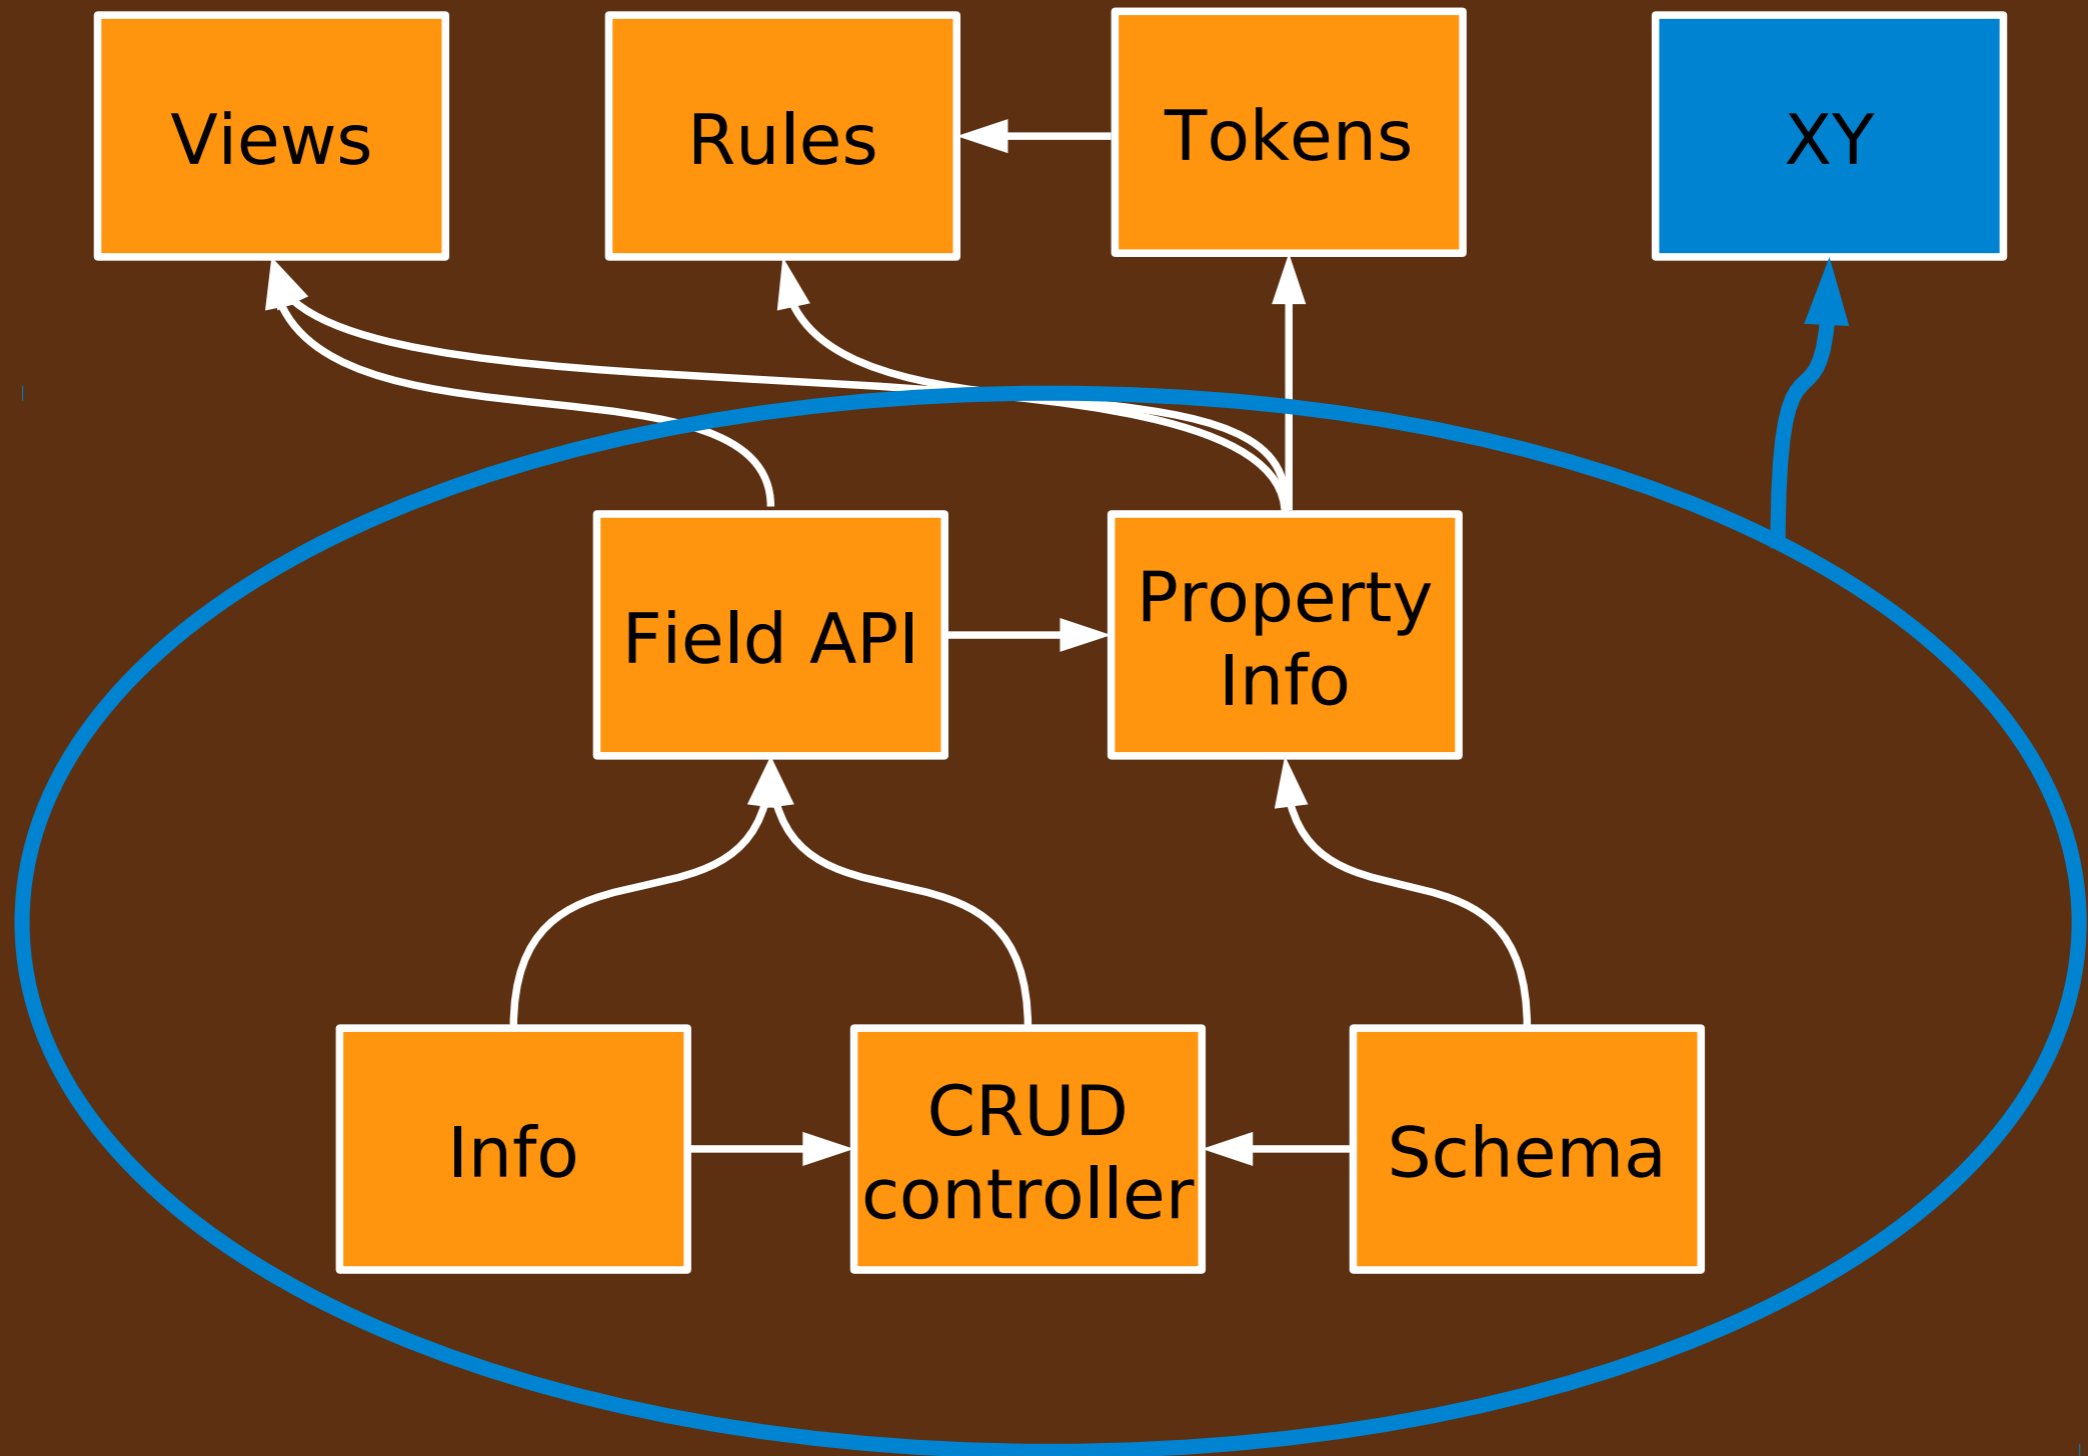 Views
Rules
Tokens
XY
Field API
Property
Info
Info
CRUD
controller
Schema